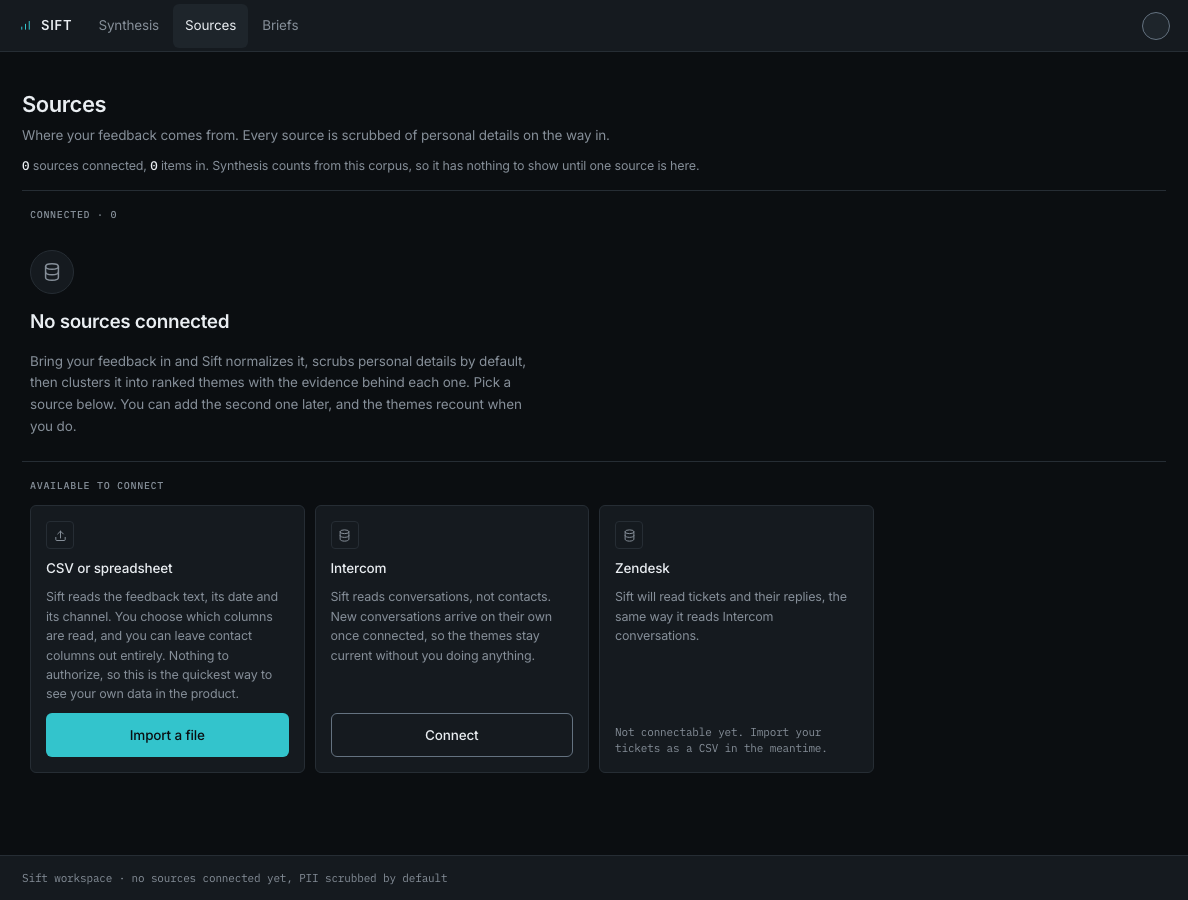 SIFT Synthesis Sources Briefs
Sources
Where your feedback comes from. Every source is scrubbed of personal details on the way in.
0 sources connected, 0 items in. Synthesis counts from this corpus, so it has nothing to show until one source is here.
CONNECTED · 0
No sources connected
Bring your feedback in and Sift normalizes it, scrubs personal details by default,
then clusters it into ranked themes with the evidence behind each one. Pick a
source below. You can add the second one later, and the themes recount when
you do.
AVAILABLE TO CONNECT
CSV or spreadsheet
Sift reads the feedback text, its date and
its channel. You choose which columns
are read, and you can leave contact
columns out entirely. Nothing to
authorize, so this is the quickest way to
see your own data in the product.
Import a file
Intercom
Sift reads conversations, not contacts.
New conversations arrive on their own
once connected, so the themes stay
current without you doing anything.
Connect
Zendesk
Sift will read tickets and their replies, the
same way it reads Intercom
conversations.
Not connectable yet. Import your
tickets as a CSV in the meantime.
Sift workspace · no sources connected yet, PII scrubbed by default